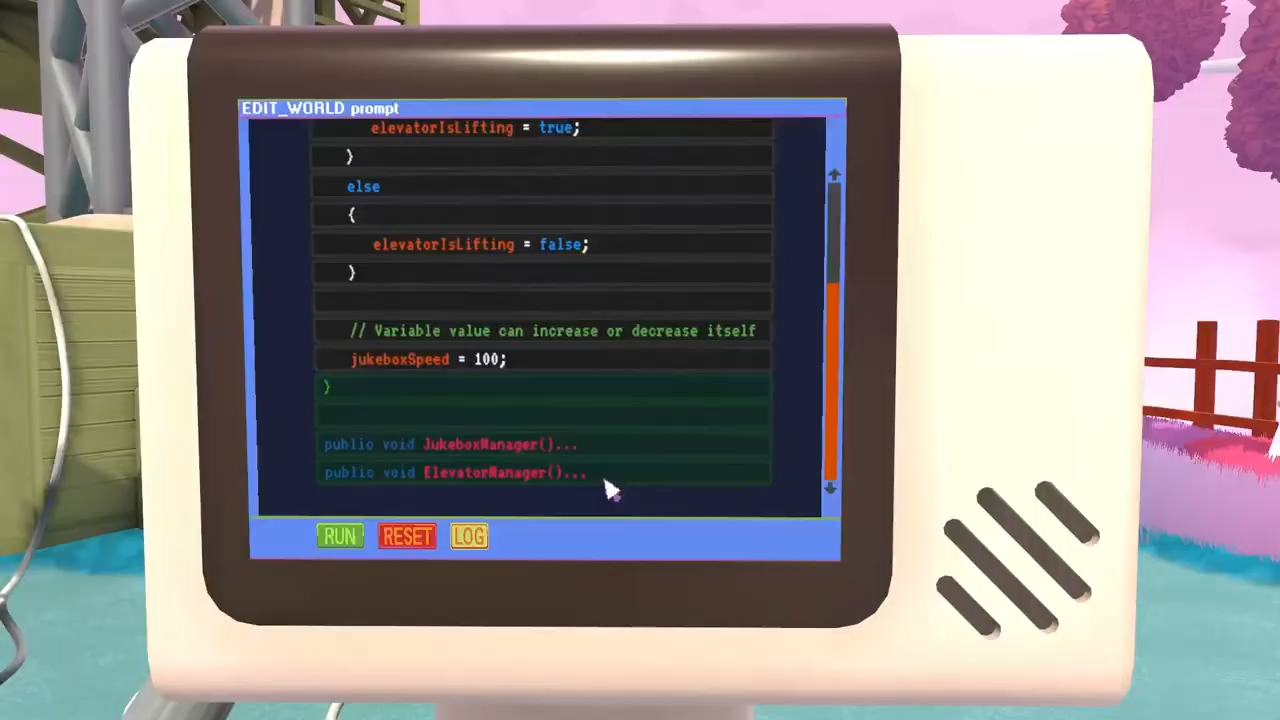 EDIT_WORLD prompt
elevatorIsLifting = true;
}
else
{
elevatorIsLifting = false;
}
// Variable value can increase or decrease itself
jukeboxSpeed = 100;
}
public void JukeboxManager()...
public void ElevatorManager()...
RUN RESET LOG